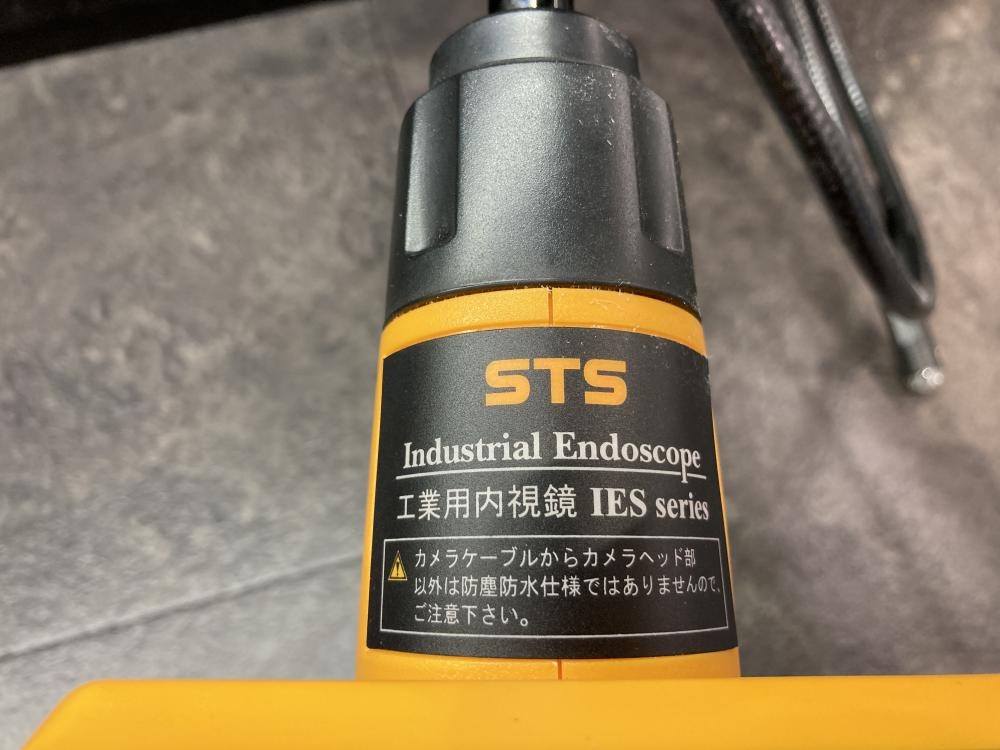 STS
Industrial Endoscope
工業用内視鏡 IES series
カメラケーブルからカメラヘッド部
以外は防塵防水仕様ではありませんので、
ご注意下さい。